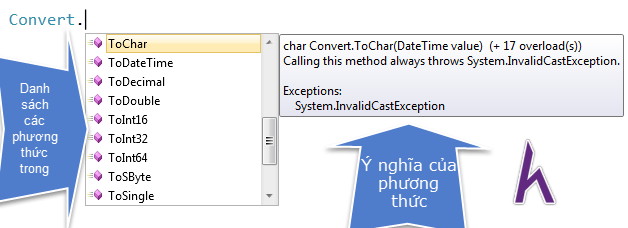 Convert.
ToChar
ToDateTime
ToDecimal
ToDouble
ToInt16
ToInt32
ToInt64
ToSByte
ToSingle
char Convert.ToChar(DateTime value)  (+ 17 overload(s))
Calling this method always throws System.InvalidCastException.
Exceptions:
System.InvalidCastException
Danh
sách
các
phương
thức
trong
Ý nghĩa của
phương
thức